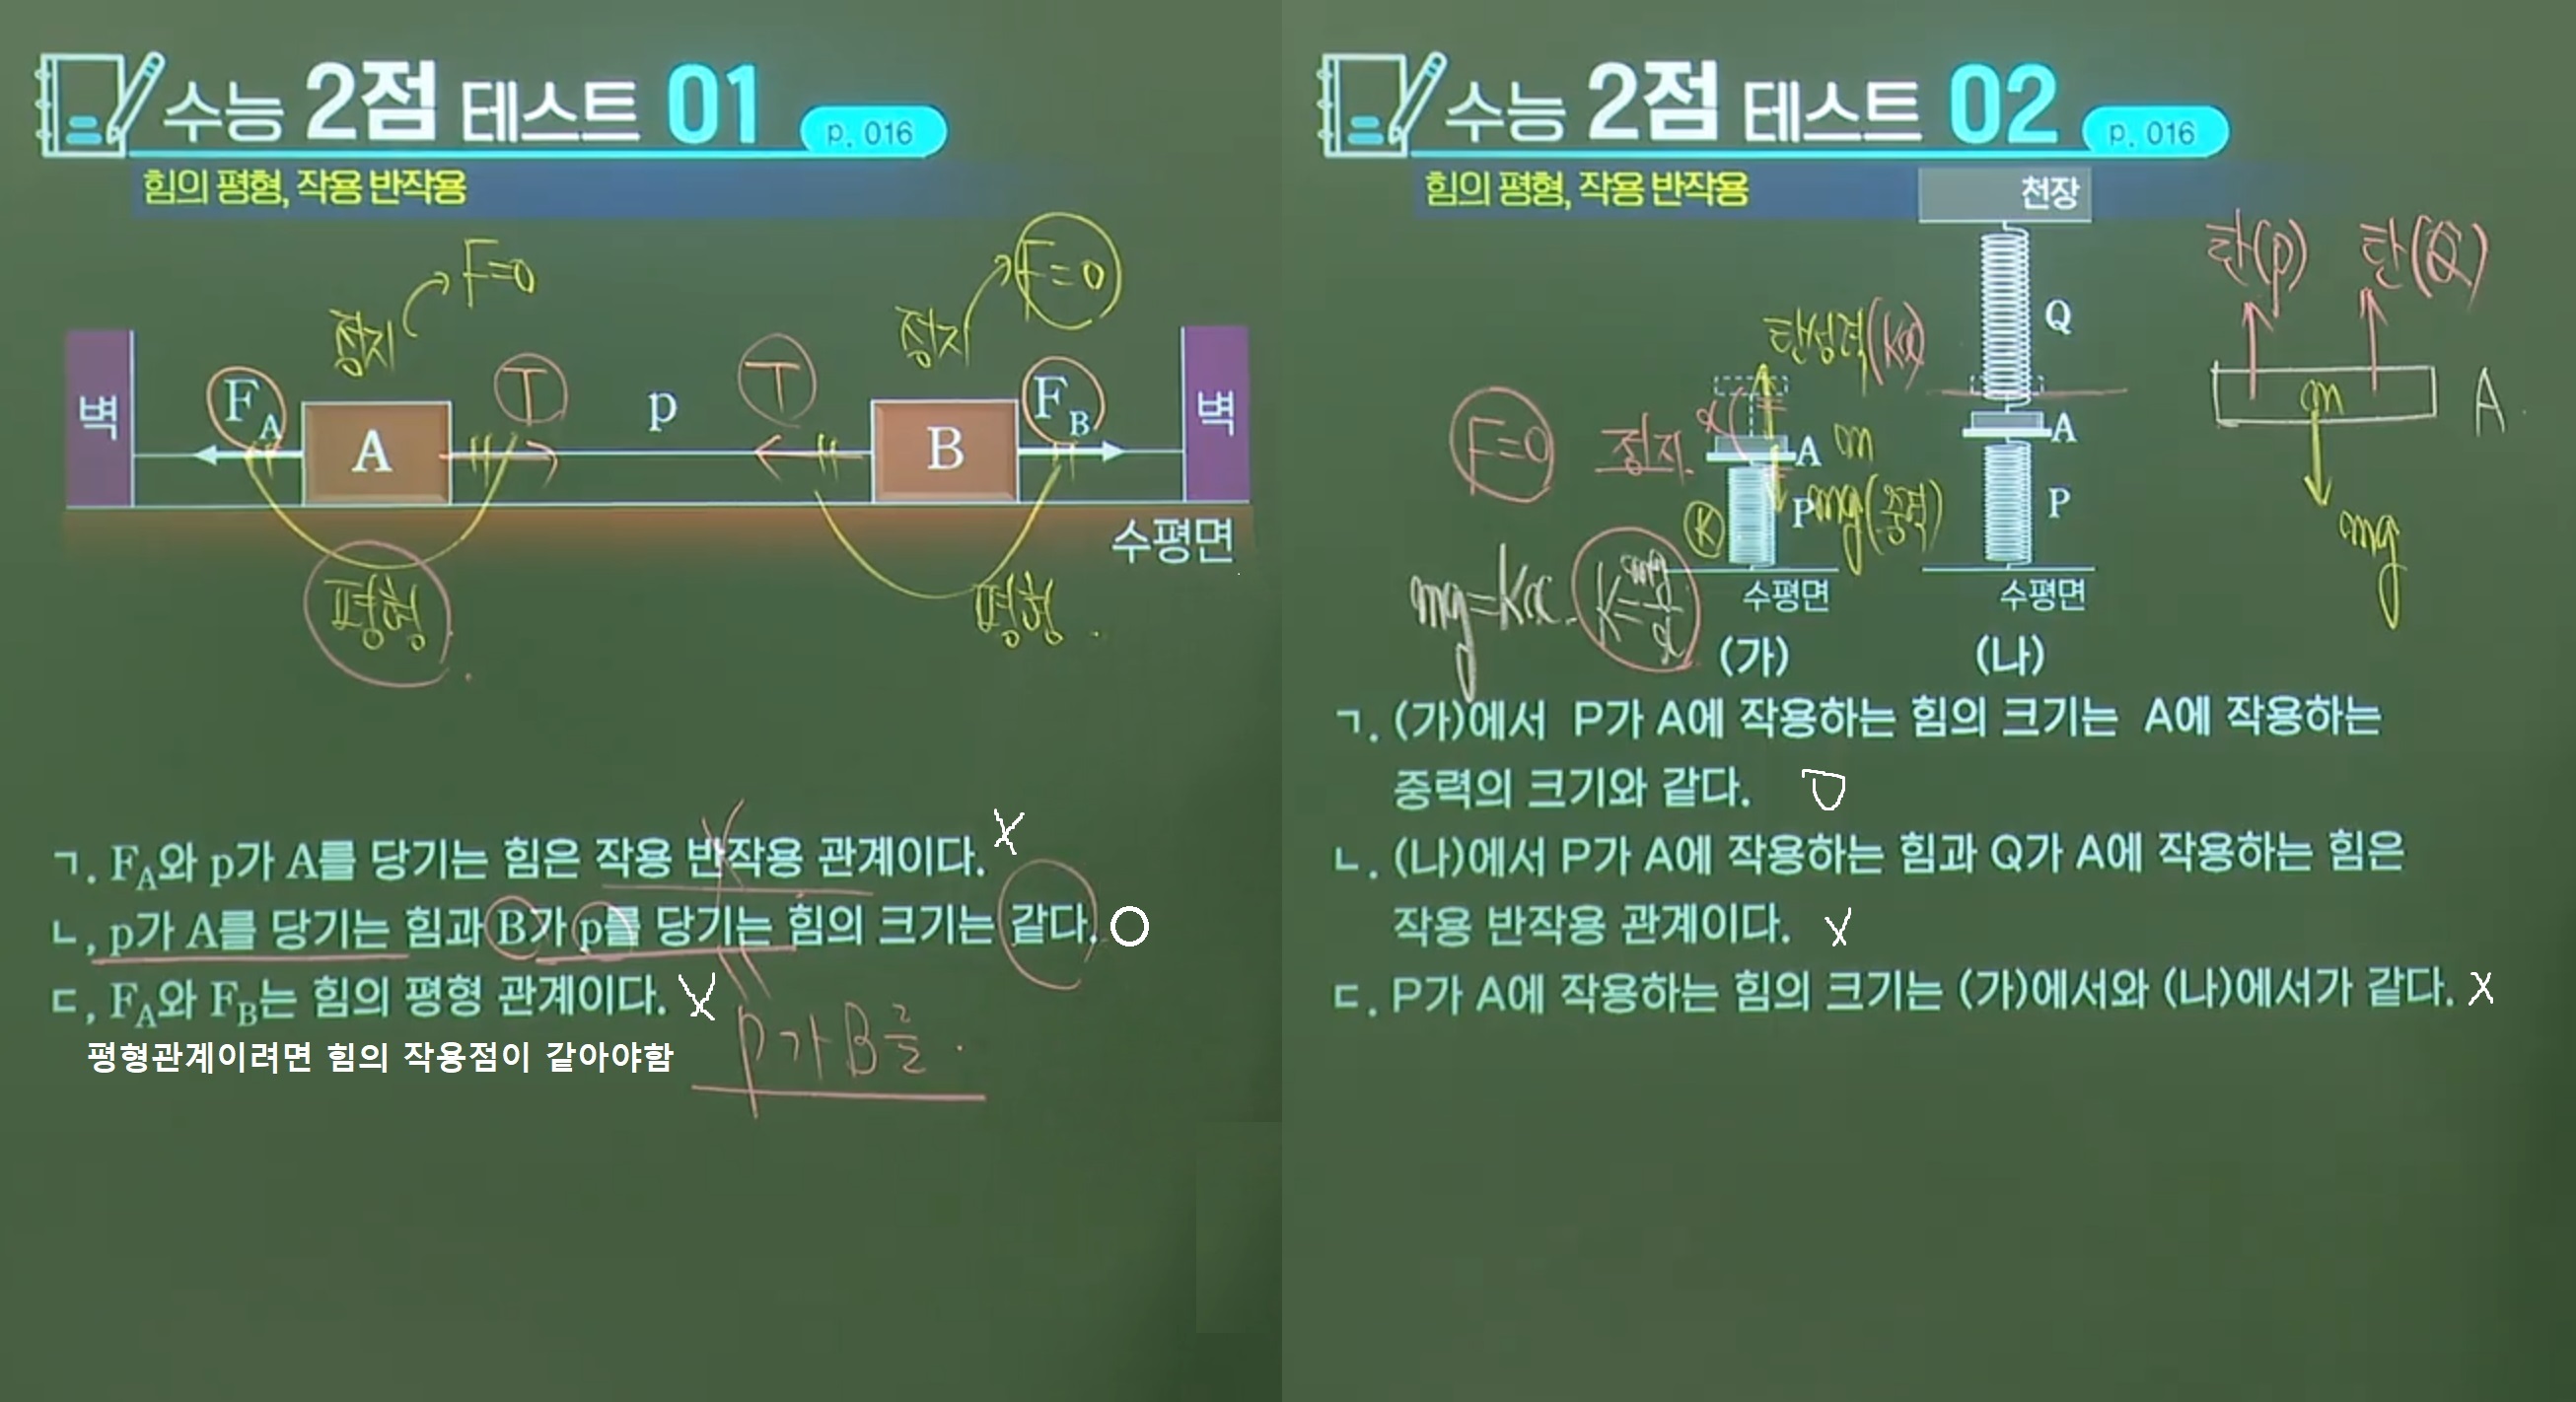 수능 2점 테스트 01 p. 016
힘의 평형, 작용 반작용
F=0
F=0
정지
정지
벽
F_A
A
T
p
T
B
F_B
벽
수평면
평형
평형
ㄱ. F_A와 p가 A를 당기는 힘은 작용 반작용 관계이다. X
ㄴ, p가 A를 당기는 힘과 B가 p를 당기는 힘의 크기는 같다. O
ㄷ, F_A와 F_B는 힘의 평형 관계이다. X
평형관계이려면 힘의 작용점이 같아야함
p가 B를.
수능 2점 테스트 02 p. 016
힘의 평형, 작용 반작용
천장
탄(p)
탄(Q)
Q
탄성력(kx)
F=0
정지.
x
A
m
A
m
A
K
P
mg(중력)
P
mg
수평면
수평면
mg=Kx.
K=mg/x
(가)
(나)
ㄱ. (가)에서 P가 A에 작용하는 힘의 크기는 A에 작용하는
중력의 크기와 같다.
ㄴ. (나)에서 P가 A에 작용하는 힘과 Q가 A에 작용하는 힘은
작용 반작용 관계이다. X
ㄷ. P가 A에 작용하는 힘의 크기는 (가)에서와 (나)에서가 같다. X